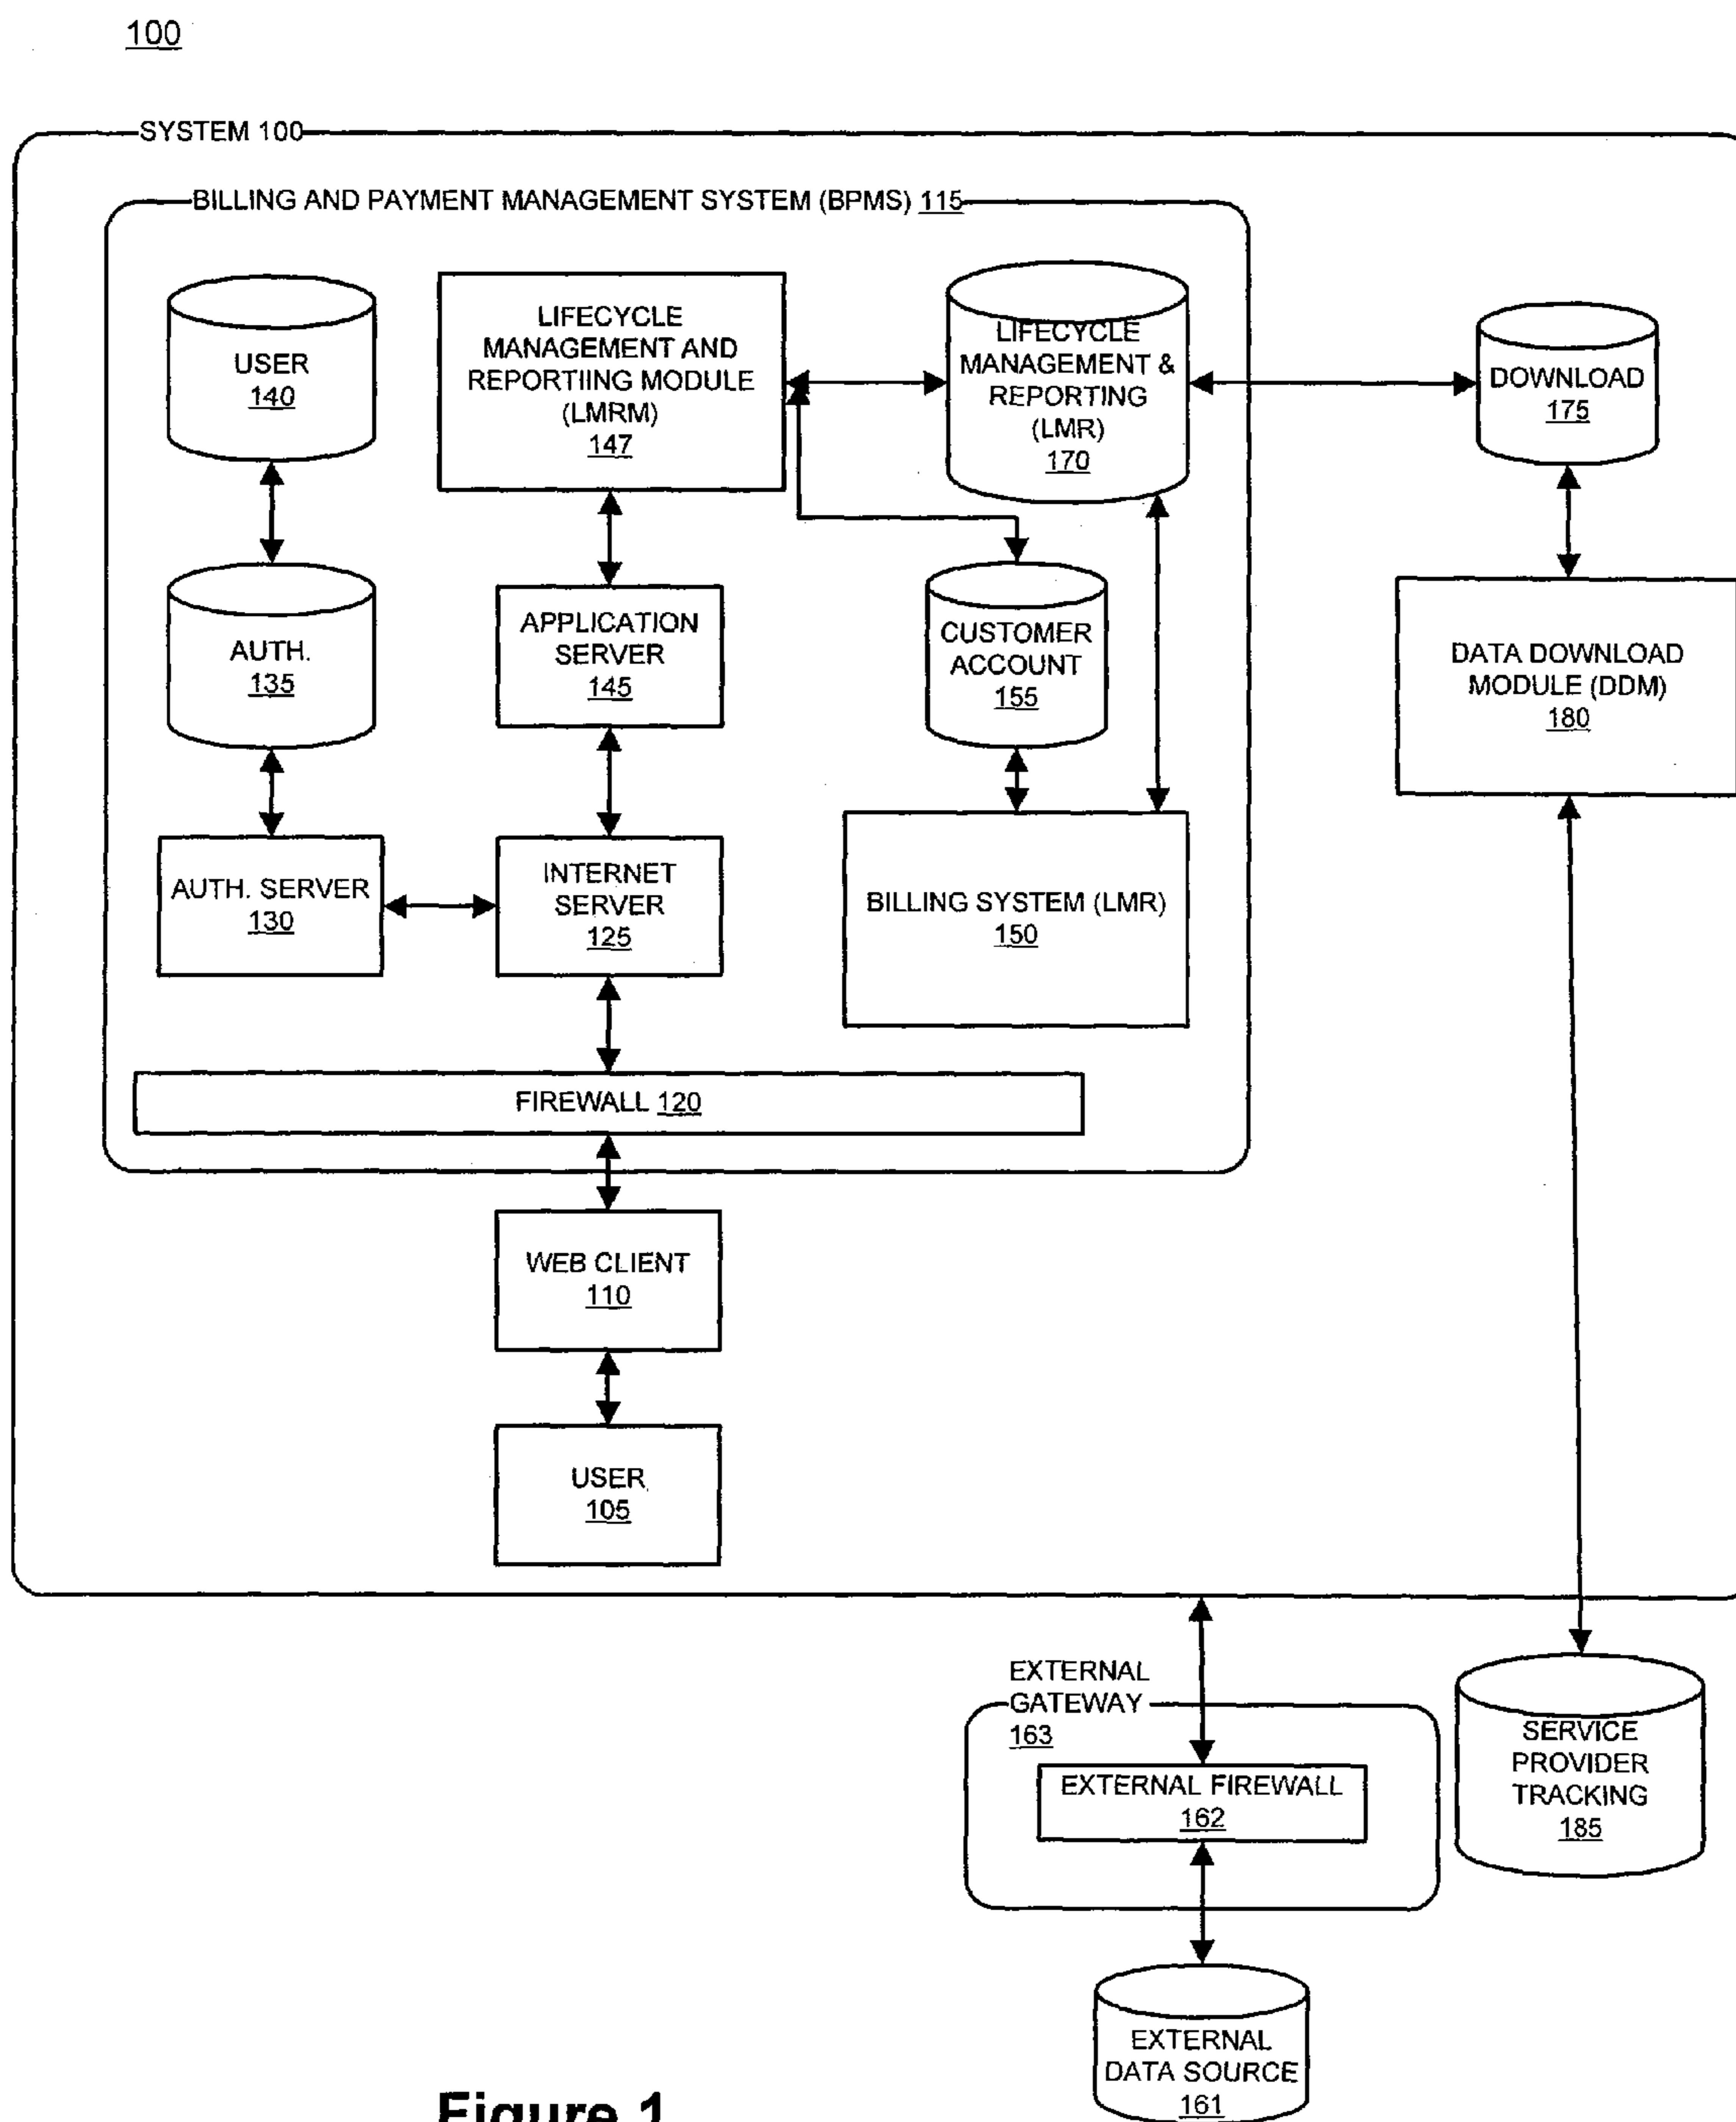 100
SYSTEM 100
BILLING AND PAYMENT MANAGEMENT SYSTEM (BPMS) 115
USER
140
LIFECYCLE
MANAGEMENT AND
REPORTIING MODULE
(LMRM)
147
LIFECYCLE
MANAGEMENT &
REPORTING
(LMR)
170
DOWNLOAD
175
AUTH.
135
APPLICATION
SERVER
145
CUSTOMER
ACCOUNT
155
DATA DOWNLOAD
MODULE (DDM)
180
AUTH. SERVER
130
INTERNET
SERVER
125
BILLING SYSTEM (LMR)
150
FIREWALL 120
WEB CLIENT
110
USER
105
EXTERNAL
GATEWAY
163
EXTERNAL FIREWALL
162
SERVICE
PROVIDER
TRACKING
185
EXTERNAL
DATA SOURCE
161
Figure 1